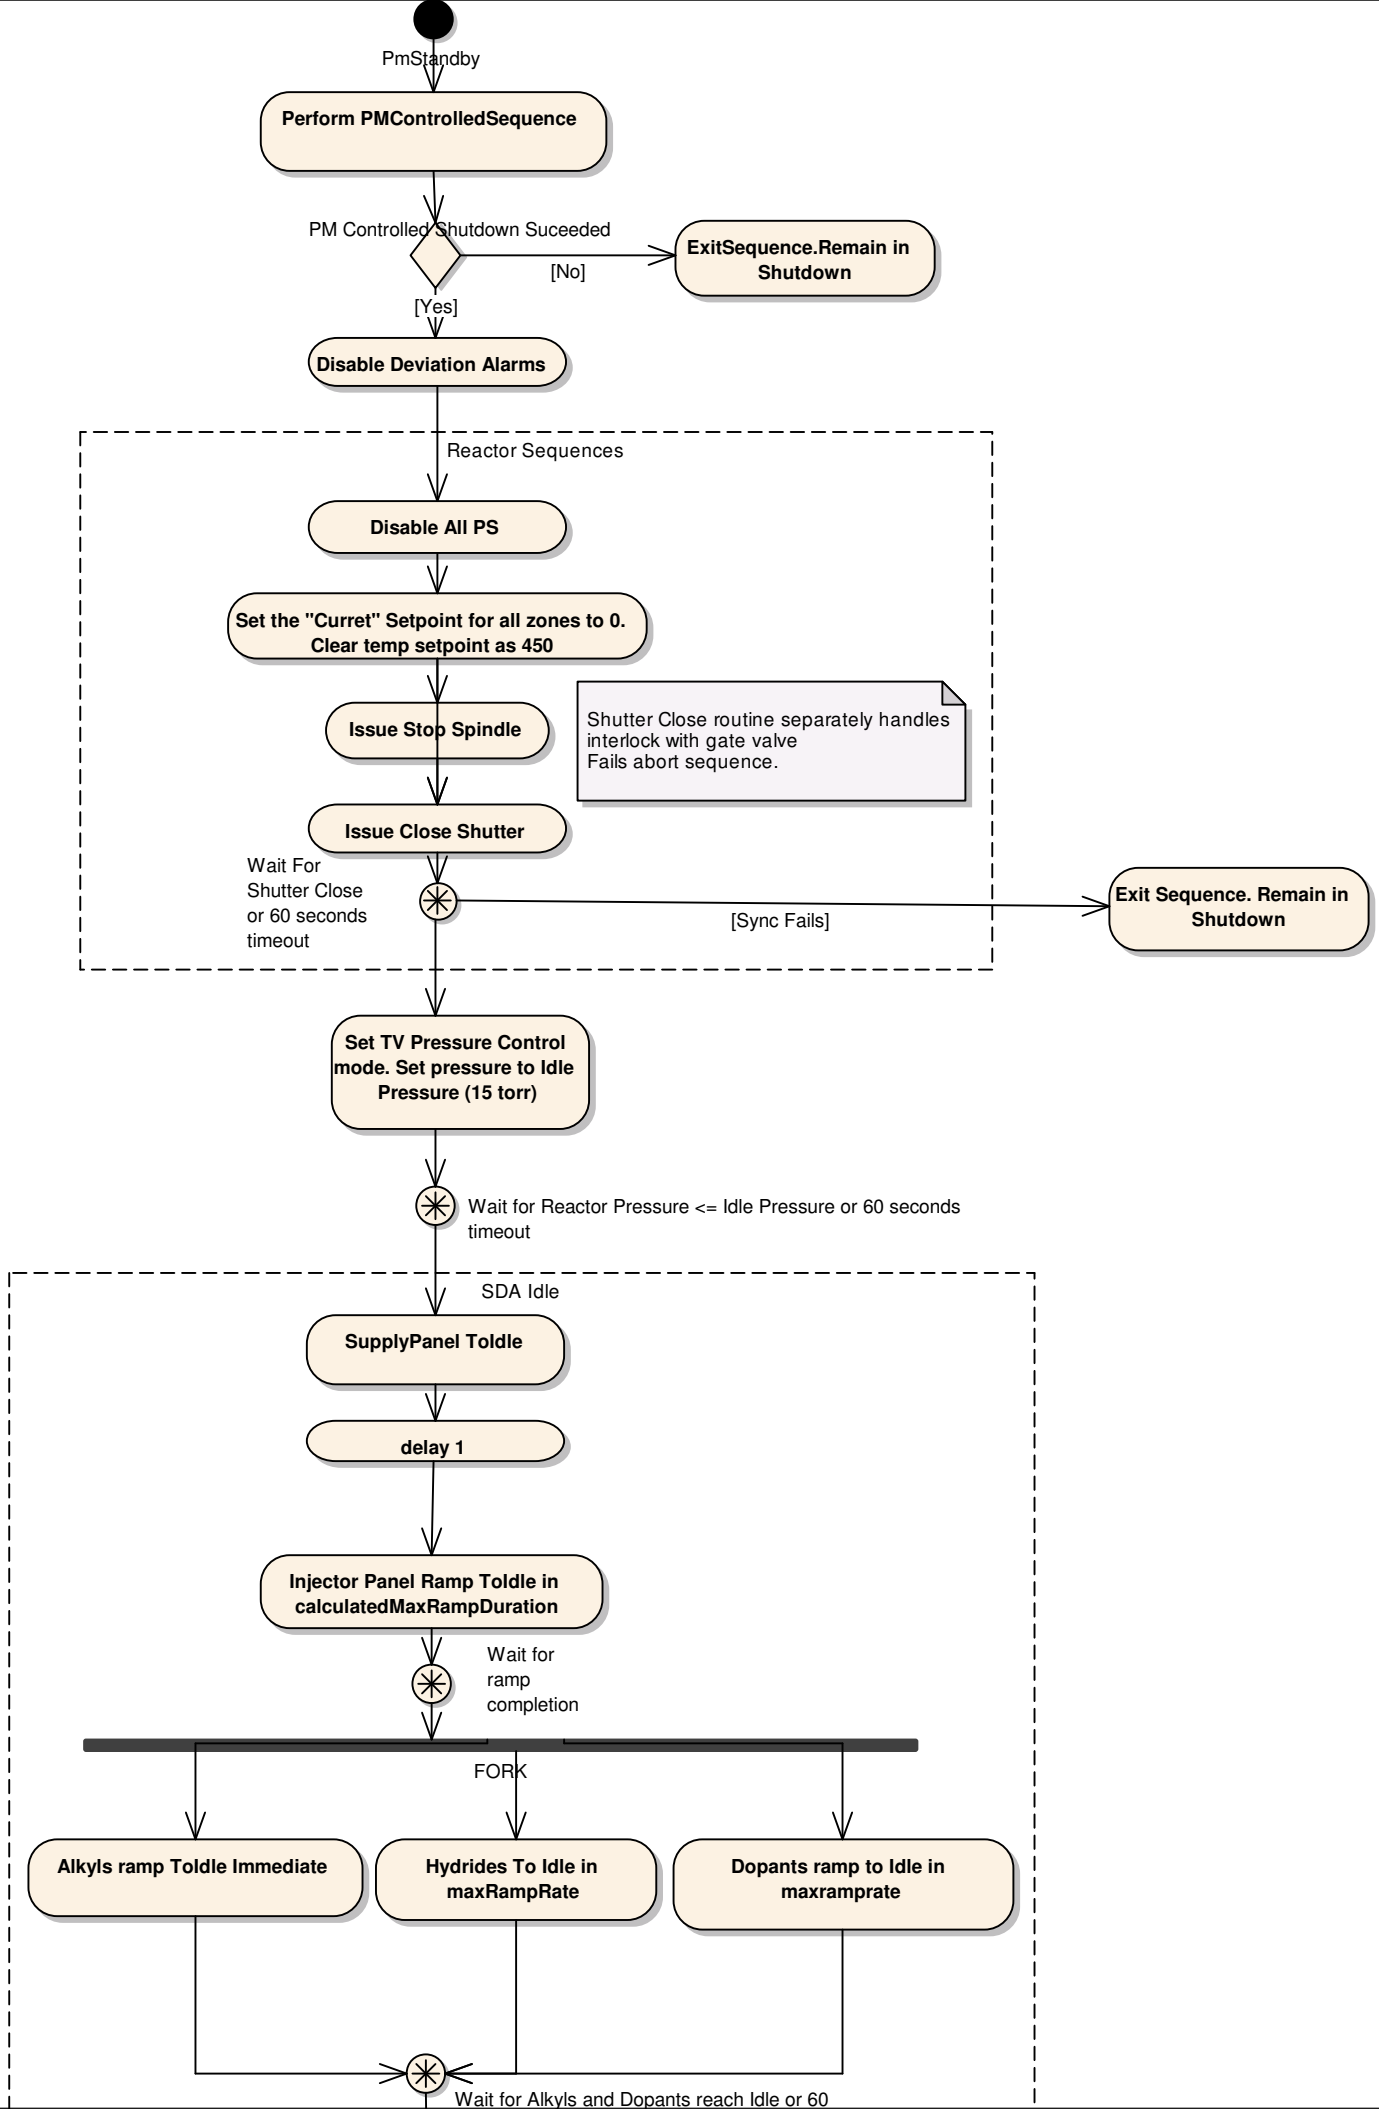 PmStandby
Perform PMControlledSequence
PM Controlled Shutdown Suceeded
ExitSequence.Remain in
Shutdown
[No]
[Yes]
Disable Deviation Alarms
Reactor Sequences
Disable All PS
Set the "Curret" Setpoint for all zones to 0.
Clear temp setpoint as 450
Issue Stop Spindle
Shutter Close routine separately handles
interlock with gate valve
Fails abort sequence.
Issue Close Shutter
Wait For
Shutter Close
or 60 seconds
timeout
[Sync Fails]
Exit Sequence. Remain in
Shutdown
Set TV Pressure Control
mode. Set pressure to Idle
Pressure (15 torr)
Wait for Reactor Pressure <= Idle Pressure or 60 seconds
timeout
SDA Idle
SupplyPanel ToIdle
delay 1
Injector Panel Ramp ToIdle in
calculatedMaxRampDuration
Wait for
ramp
completion
FORK
Alkyls ramp ToIdle Immediate
Hydrides To Idle in
maxRampRate
Dopants ramp to Idle in
maxramprate
Wait for Alkyls and Dopants reach Idle or 60